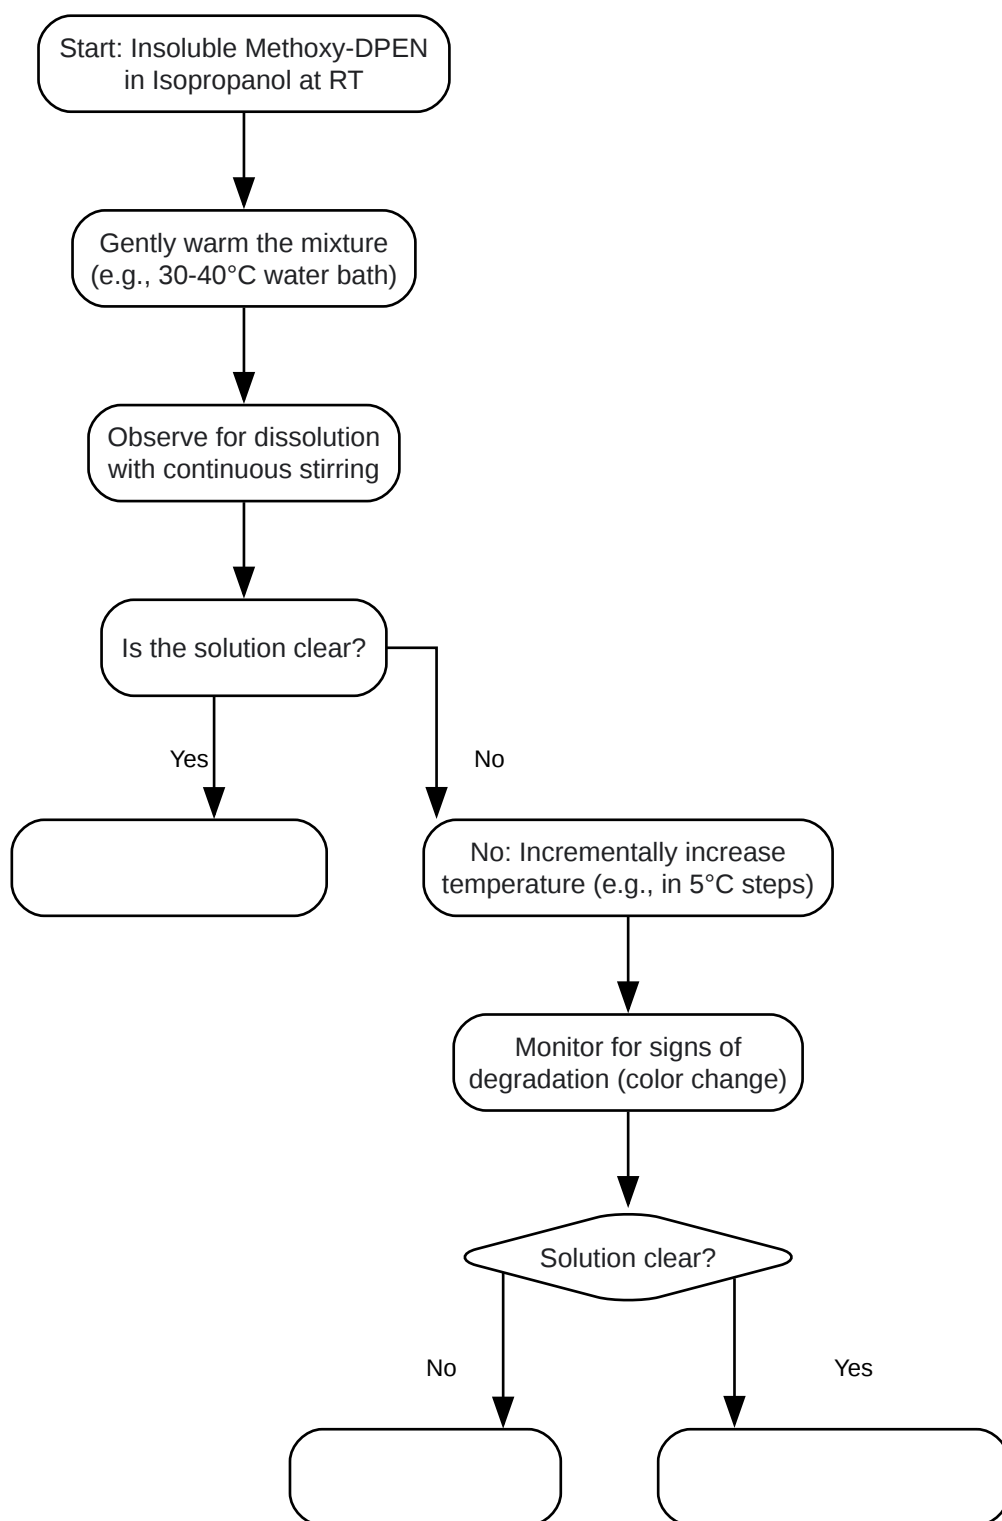 Start: Insoluble Methoxy-DPEN
in Isopropanol at RT
Gently warm the mixture
(e.g., 30-40°C water bath)
Observe for dissolution
with continuous stirring
Is the solution clear?
Yes
No
No: Incrementally increase
temperature (e.g., in 5°C steps)
Monitor for signs of
degradation (color change)
Solution clear?
No
Yes